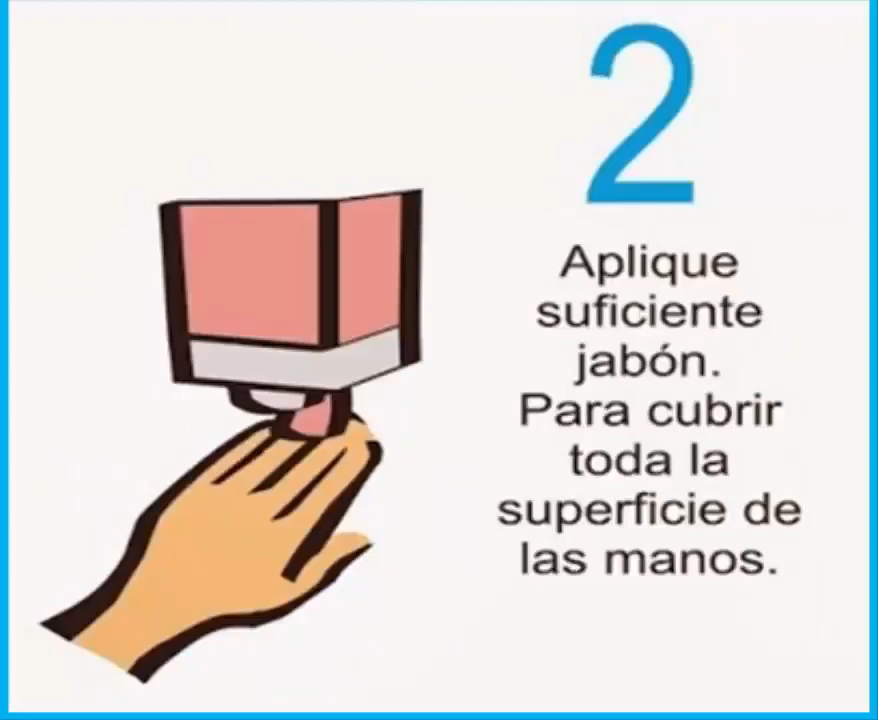 2
Aplique
suficiente
jabón.
Para cubrir
toda la
superficie de
las manos.